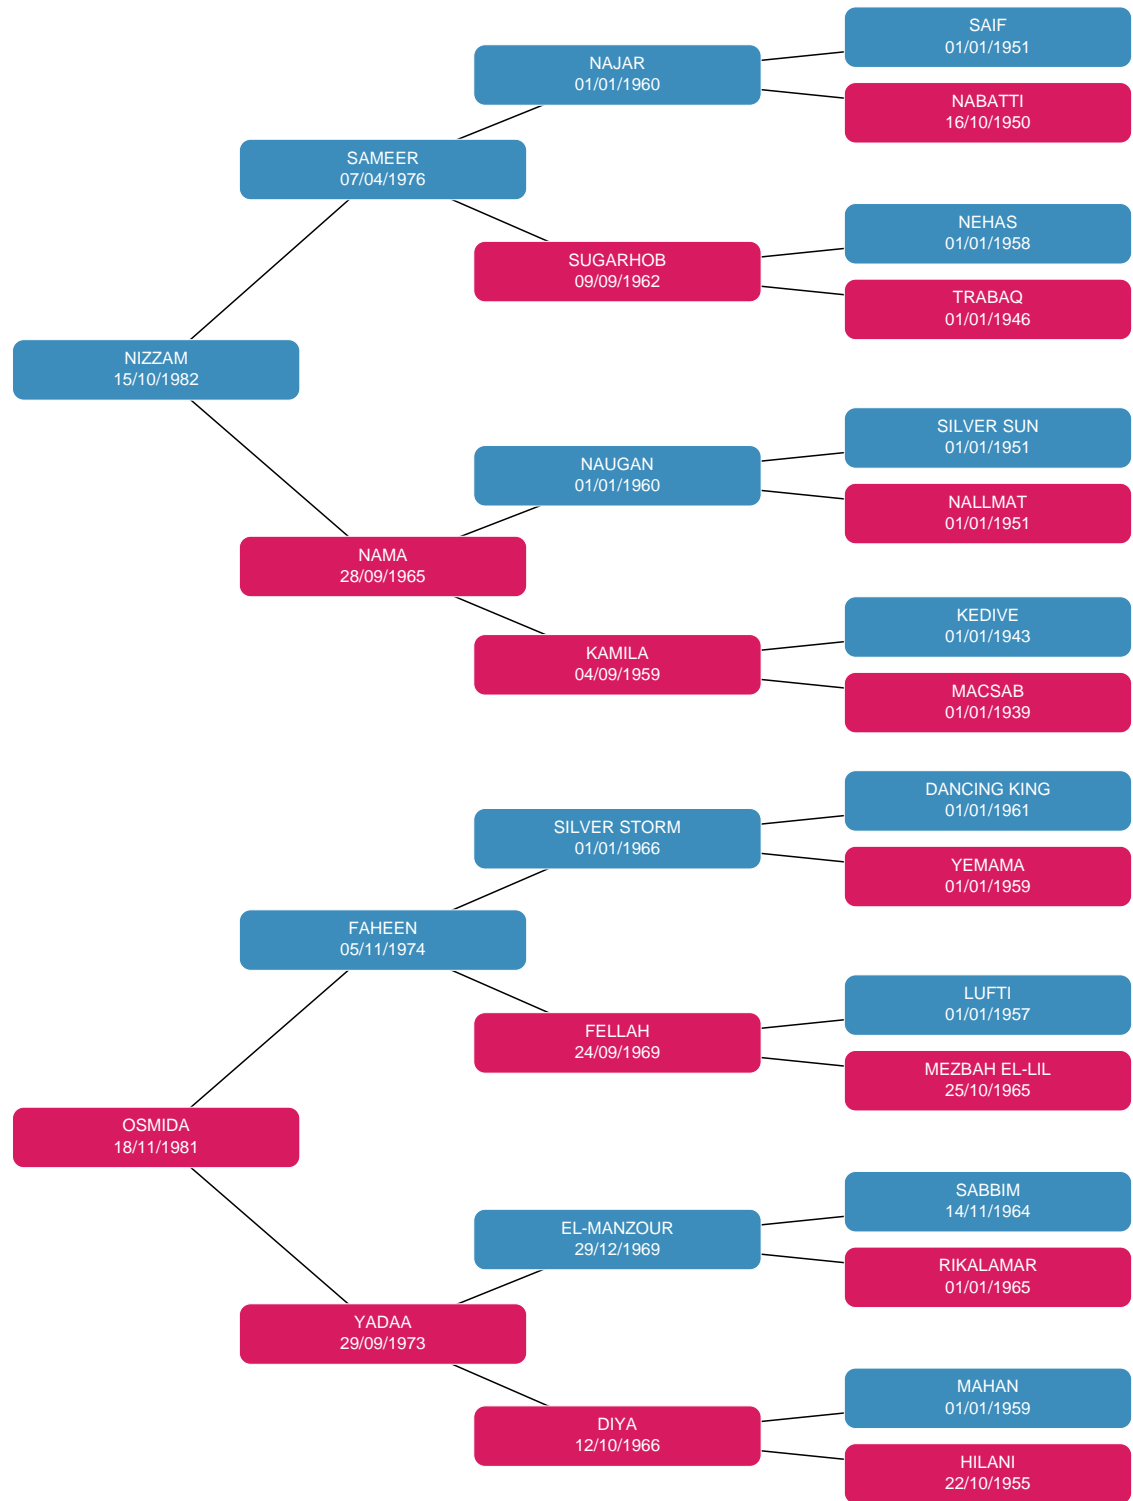 SAIF
01/01/1951
NAJAR
01/01/1960
NABATTI
16/10/1950
SAMEER
07/04/1976
NEHAS
01/01/1958
SUGARHOB
09/09/1962
TRABAQ
01/01/1946
NIZZAM
15/10/1982
SILVER SUN
01/01/1951
NAUGAN
01/01/1960
NALLMAT
01/01/1951
NAMA
28/09/1965
KEDIVE
01/01/1943
KAMILA
04/09/1959
MACSAB
01/01/1939
DANCING KING
01/01/1961
SILVER STORM
01/01/1966
YEMAMA
01/01/1959
FAHEEN
05/11/1974
LUFTI
01/01/1957
FELLAH
24/09/1969
MEZBAH EL-LIL
25/10/1965
OSMIDA
18/11/1981
SABBIM
14/11/1964
EL-MANZOUR
29/12/1969
RIKALAMAR
01/01/1965
YADAA
29/09/1973
MAHAN
01/01/1959
DIYA
12/10/1966
HILANI
22/10/1955